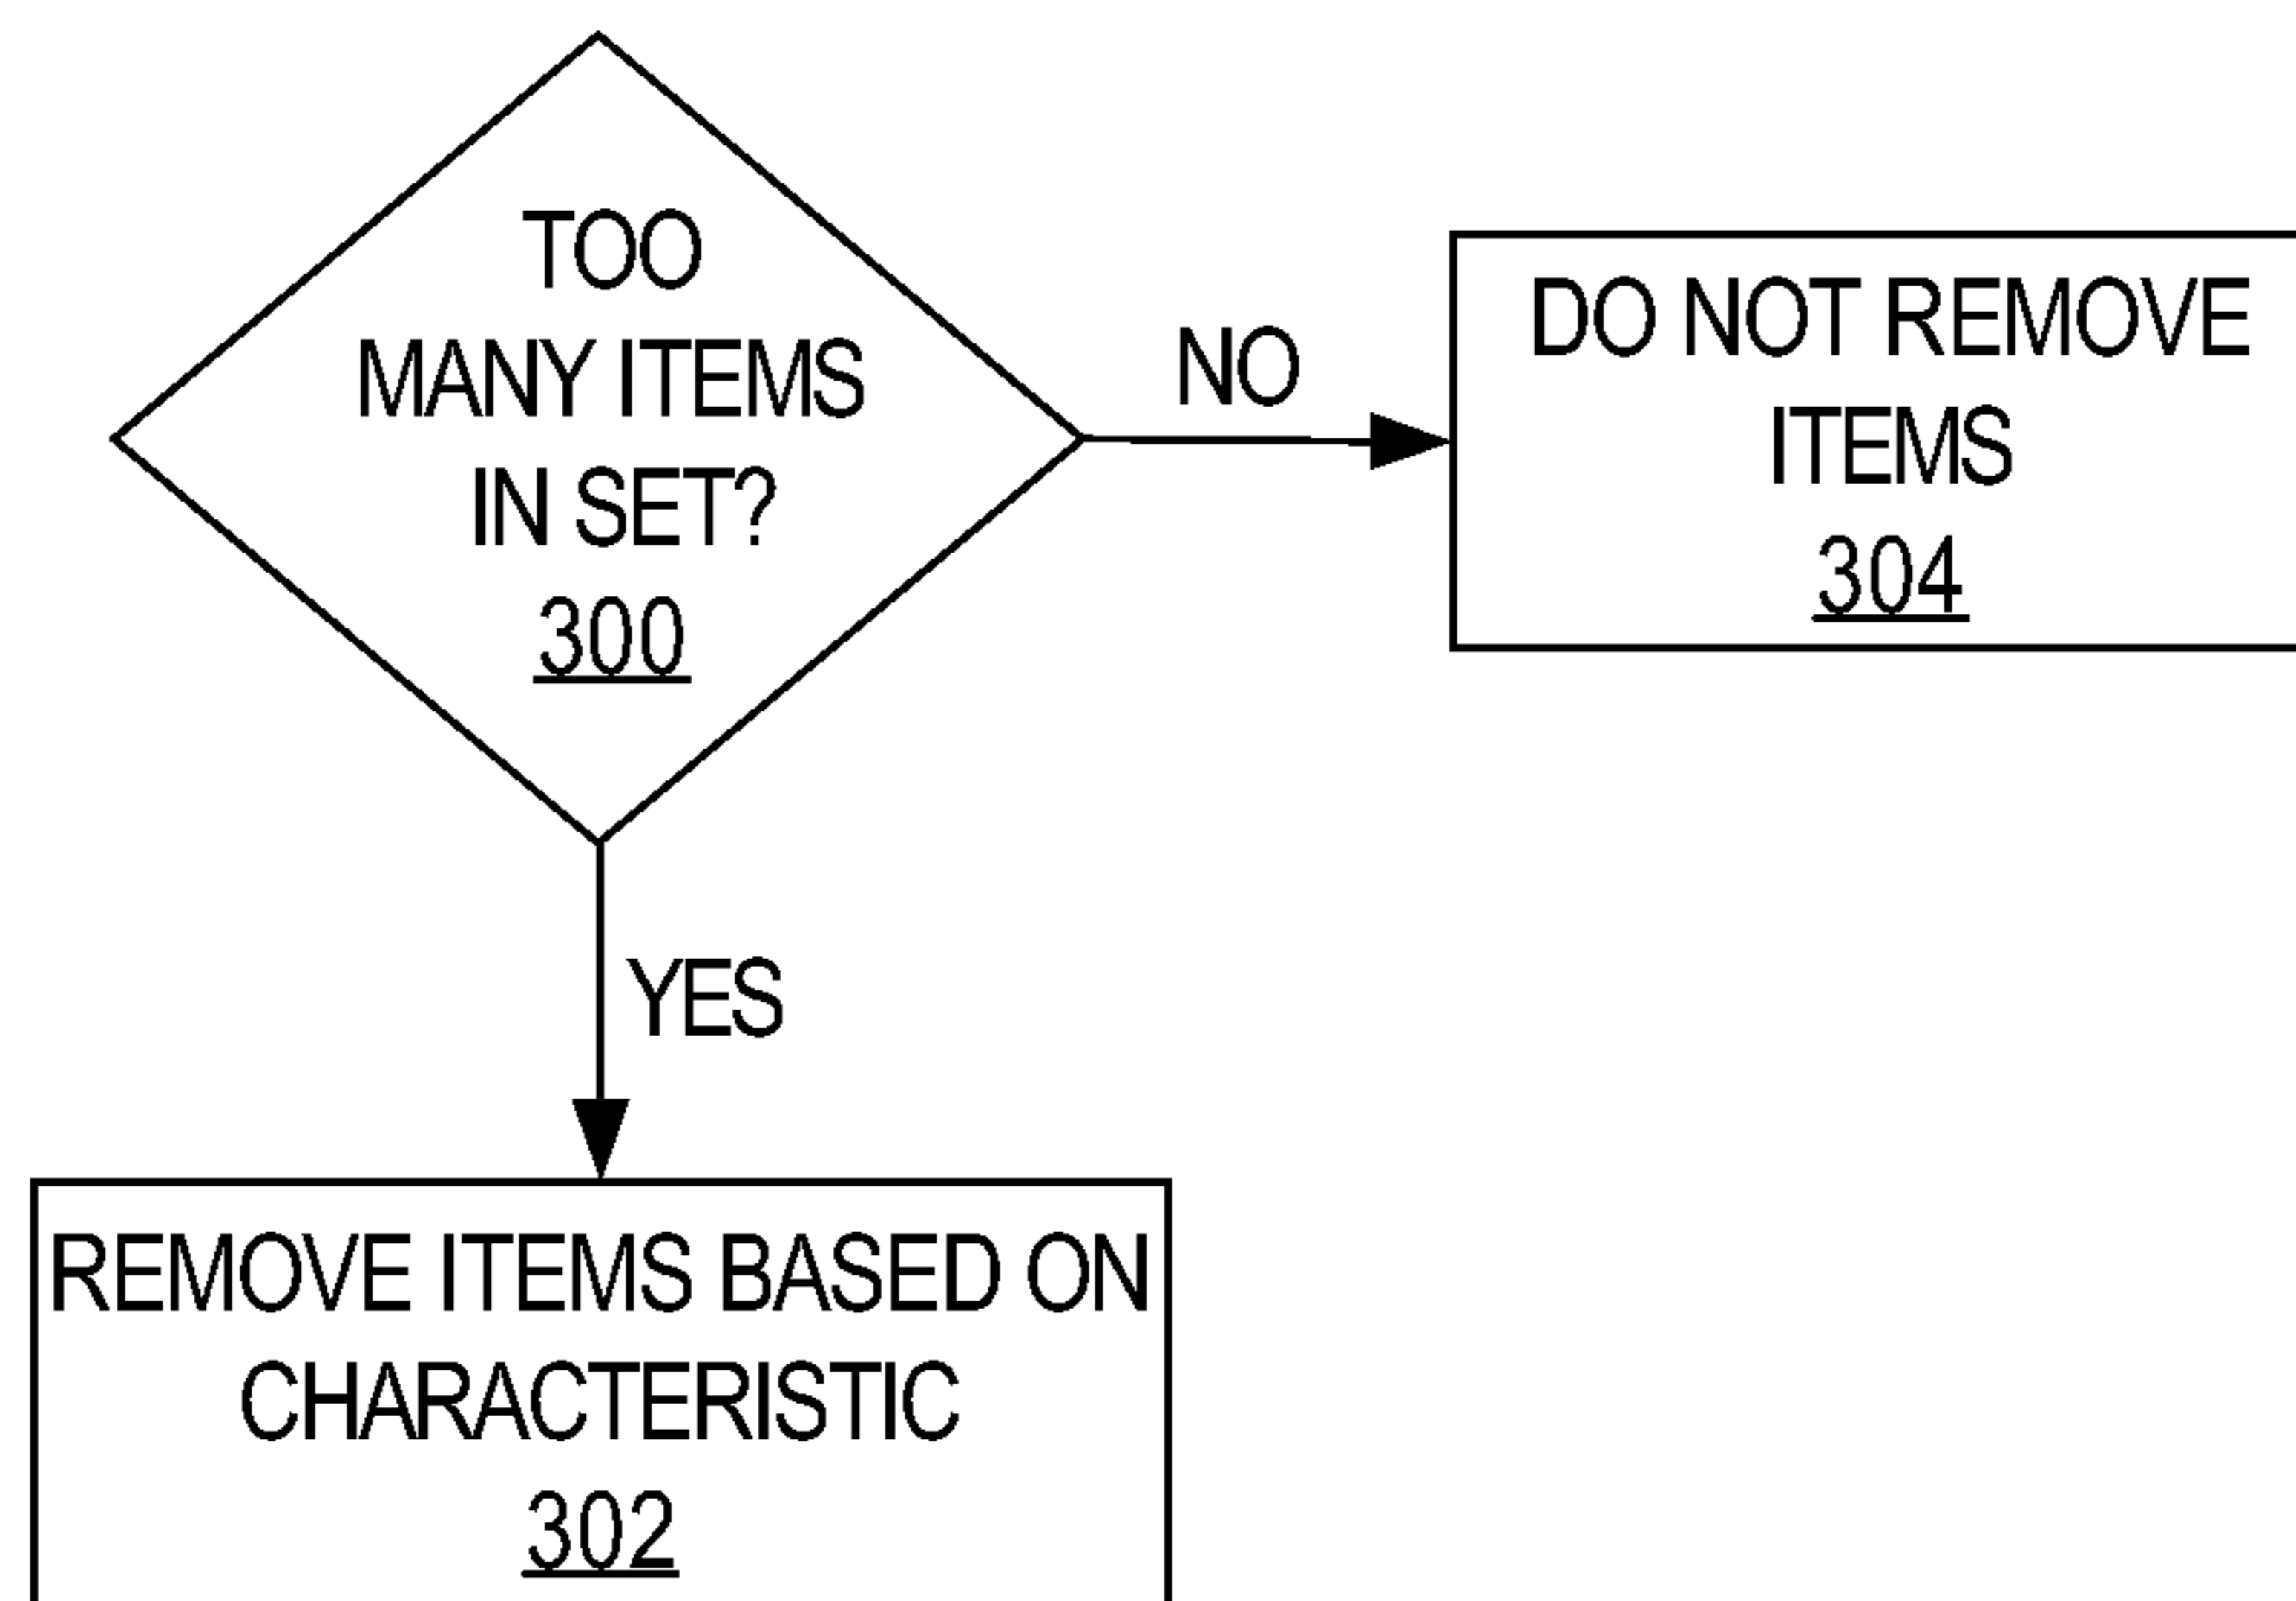 TOO
MANY ITEMS
IN SET?
300
NO
DO NOT REMOVE
ITEMS
304
YES
REMOVE ITEMS BASED ON
CHARACTERISTIC
302